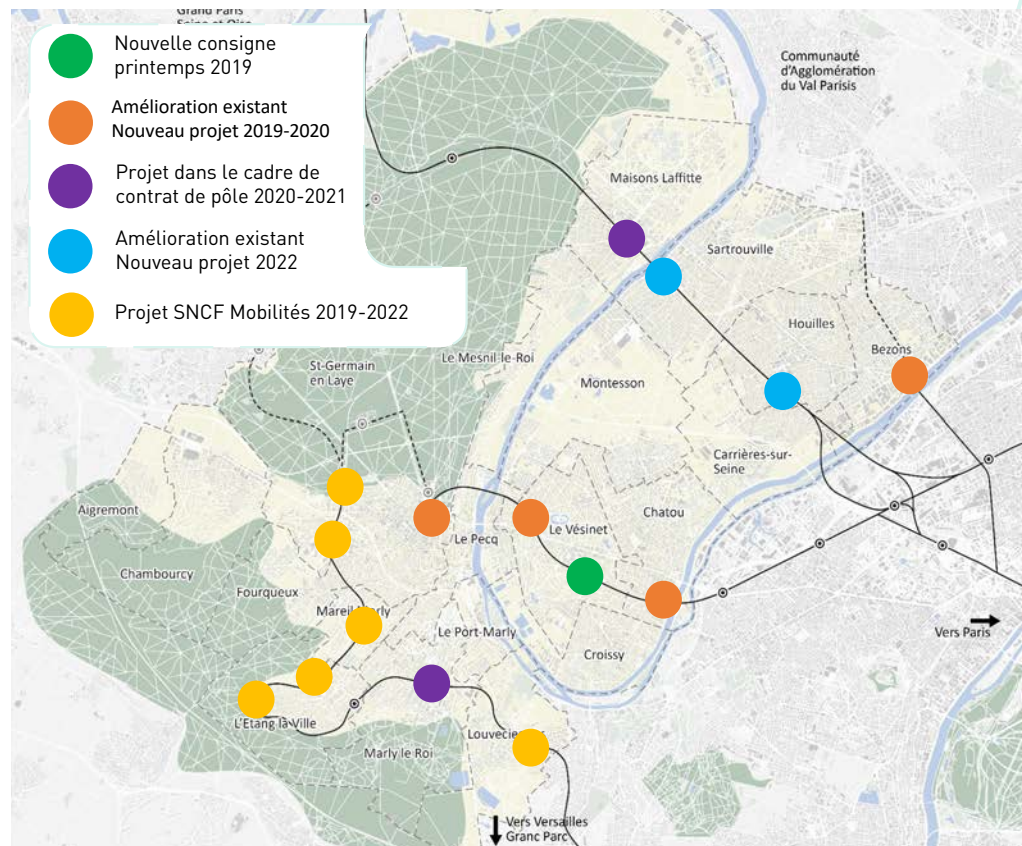 Grand Paris
Seine et Oise
Nouvelle consigne
printemps 2019
Amélioration existant
Nouveau projet 2019-2020
Projet dans le cadre de
contrat de pôle 2020-2021
Amélioration existant
Nouveau projet 2022
Projet SNCF Mobilités 2019-2022
Communauté
d'Agglomération
du Val Parisis
Maisons Laffitte
Sartrouville
Houilles
Bezons
St-Germain
en Laye
Le Mesnil-le-Roi
Montesson
Carrières-sur-
Seine
Aigremont
Le Pecq
Le Vésinet
Chatou
Chambourcy
Fourqueux
Mareil-Marly
Le Port-Marly
Croissy
Vers Paris
L'Etang-la-Ville
Marly le Roi
Vers Versailles
Granc Parc